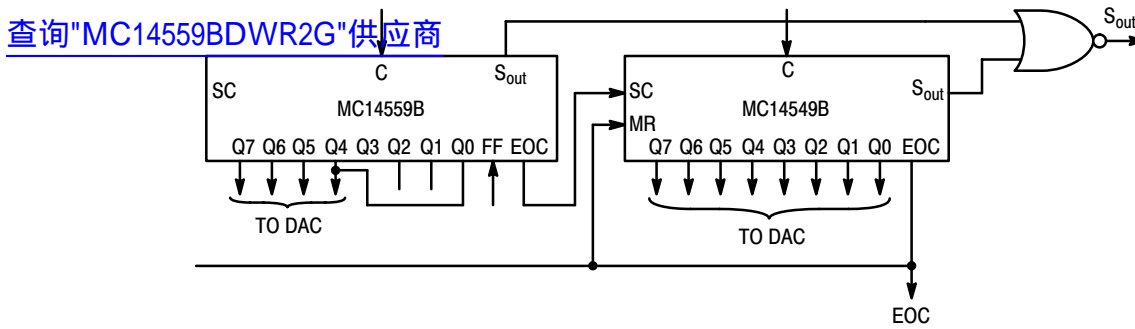 查询"MC14559BDWR2G"供应商
Sout
C
Sout
SC
MC14559B
Q7 Q6 Q5 Q4 Q3 Q2 Q1 Q0 FF EOC
TO DAC
C
SC
Sout
MC14549B
MR
Q7 Q6 Q5 Q4 Q3 Q2 Q1 Q0 EOC
TO DAC
EOC